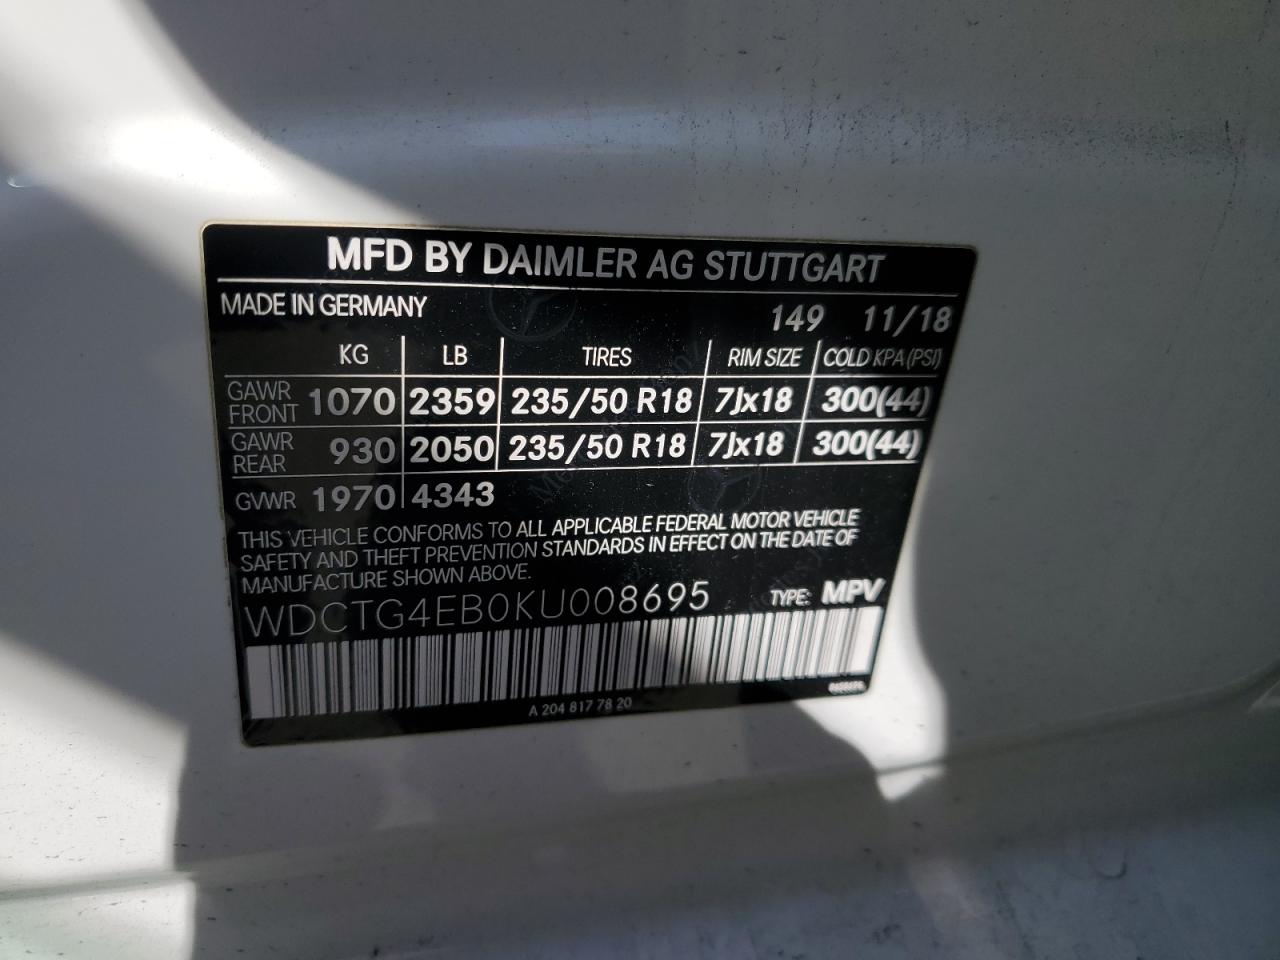 MFD BY DAIMLER AG STUTTGART
MADE IN GERMANY 149 11/18
KG LB TIRES RIM SIZE COLD KPA (PSI)
GAWR FRONT 1070 2359 235/50 R18 7Jx18 300(44)
GAWR REAR 930 2050 235/50 R18 7Jx18 300(44)
GVWR 1970 4343
THIS VEHICLE CONFORMS TO ALL APPLICABLE FEDERAL MOTOR VEHICLE
SAFETY AND THEFT PREVENTION STANDARDS IN EFFECT ON THE DATE OF
MANUFACTURE SHOWN ABOVE.
WDCTG4EB0KU008695 TYPE: MPV
A 204 817 78 20